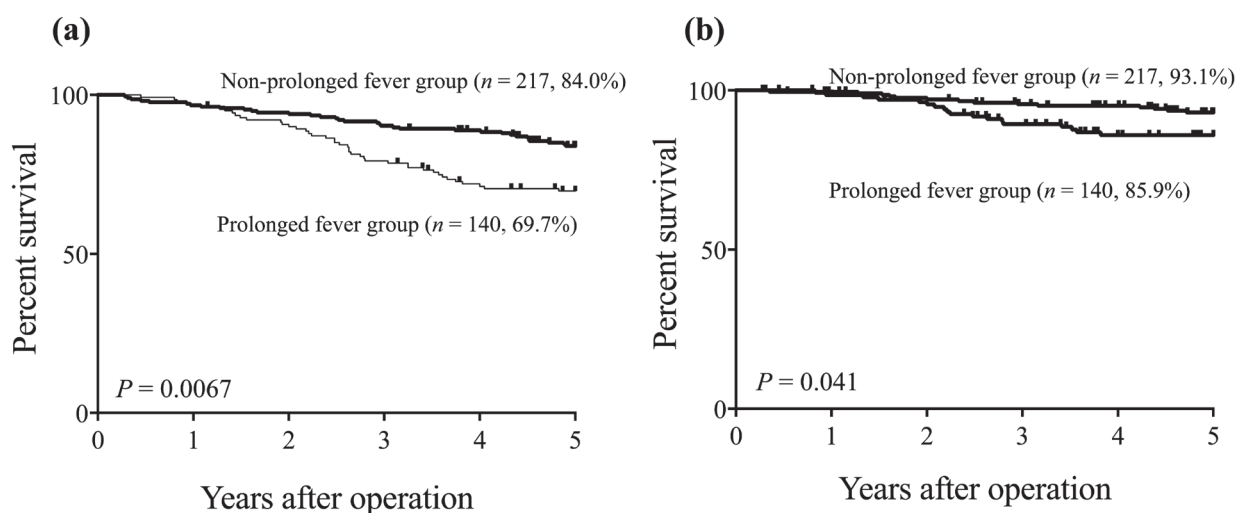 (a)
Non-prolonged fever group (n = 217, 84.0%)
100
Percent survival
Prolonged fever group (n = 140, 69.7%)
50
P = 0.0067
0
0 1 2 3 4 5
Years after operation
(b)
Non-prolonged fever group (n = 217, 93.1%)
100
Percent survival
Prolonged fever group (n = 140, 85.9%)
50
P = 0.041
0
0 1 2 3 4 5
Years after operation